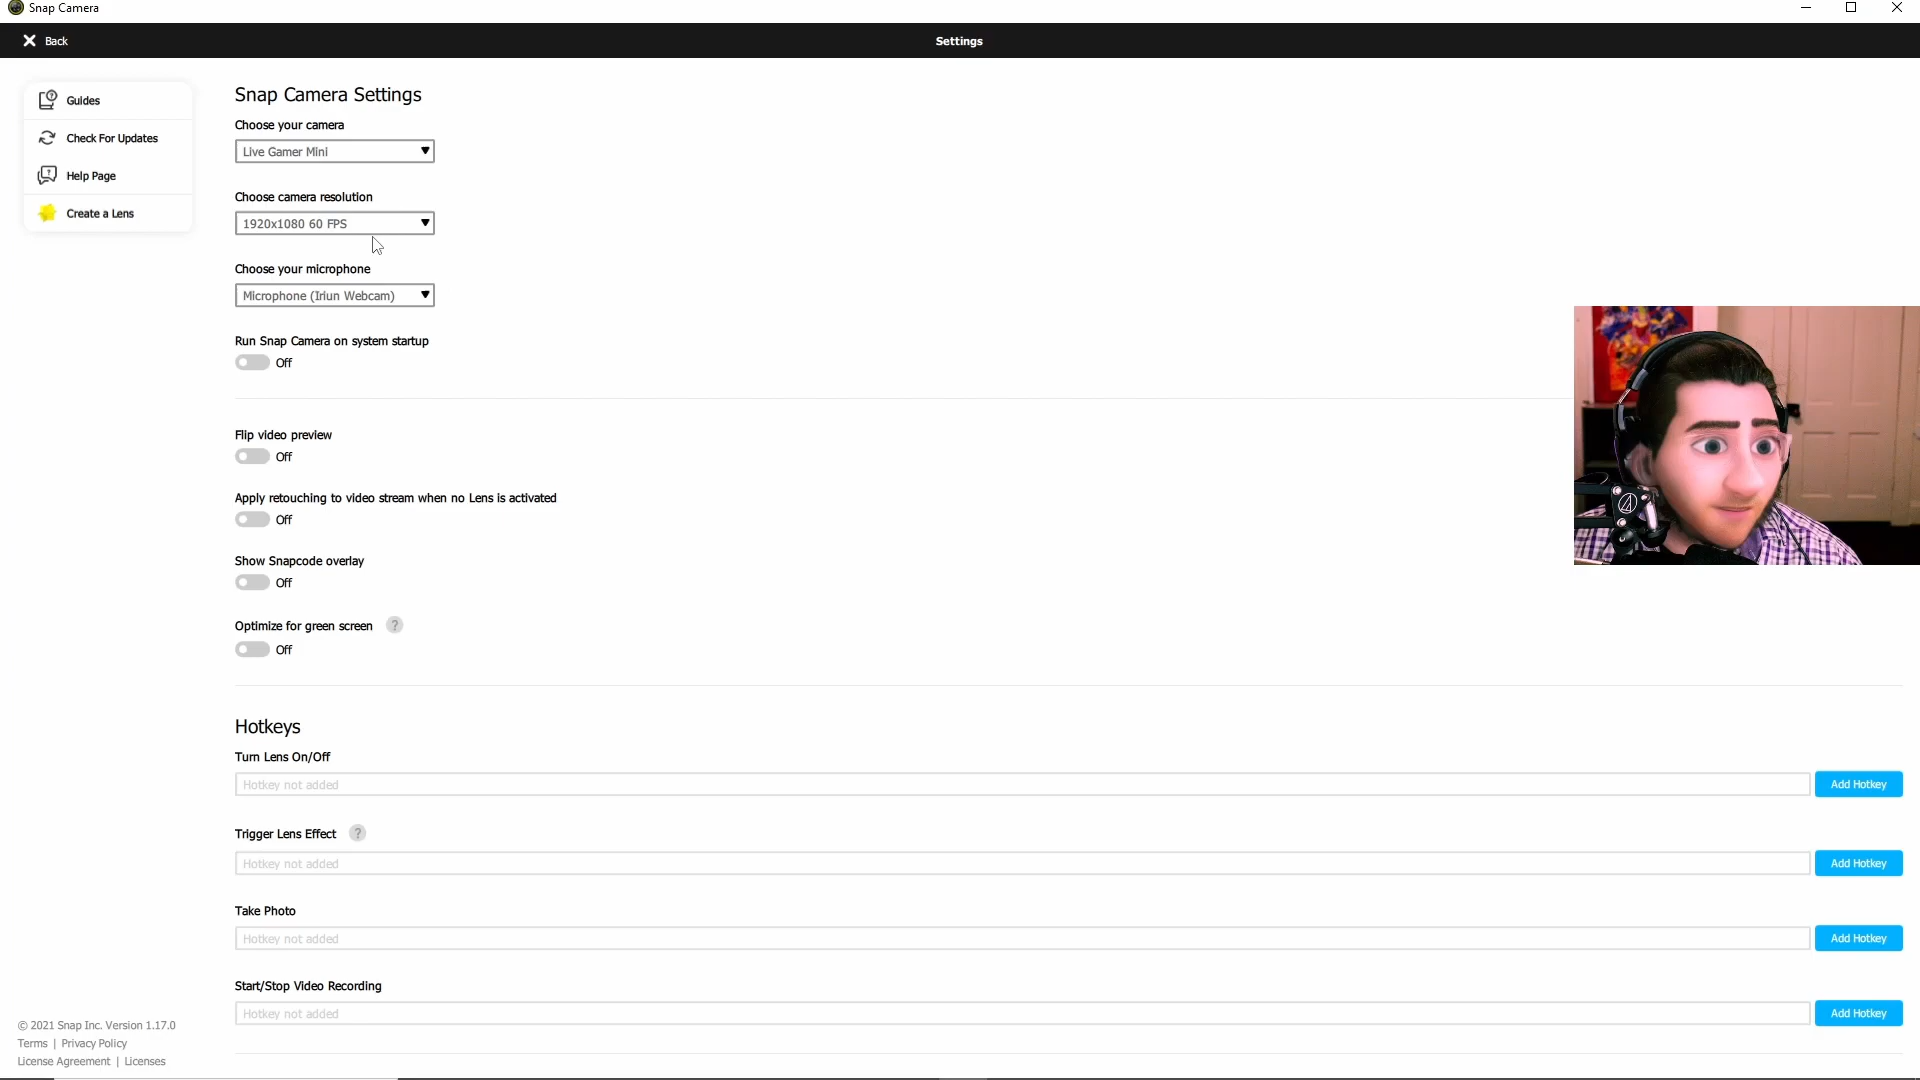 Snap Camera
Back
Settings
Guides
Check For Updates
Help Page
Create a Lens
Snap Camera Settings
Choose your camera
Live Gamer Mini
Choose camera resolution
1920x1080 60 FPS
Choose your microphone
Microphone (Iriun Webcam)
Run Snap Camera on system startup
Off
Flip video preview
Off
Apply retouching to video stream when no Lens is activated
Off
Show Snapcode overlay
Off
Optimize for green screen ?
Off
Hotkeys
Turn Lens On/Off
Hotkey not added Add Hotkey
Trigger Lens Effect ?
Hotkey not added Add Hotkey
Take Photo
Hotkey not added Add Hotkey
Start/Stop Video Recording
Hotkey not added Add Hotkey
© 2021 Snap Inc. Version 1.17.0
Terms | Privacy Policy
License Agreement | Licenses